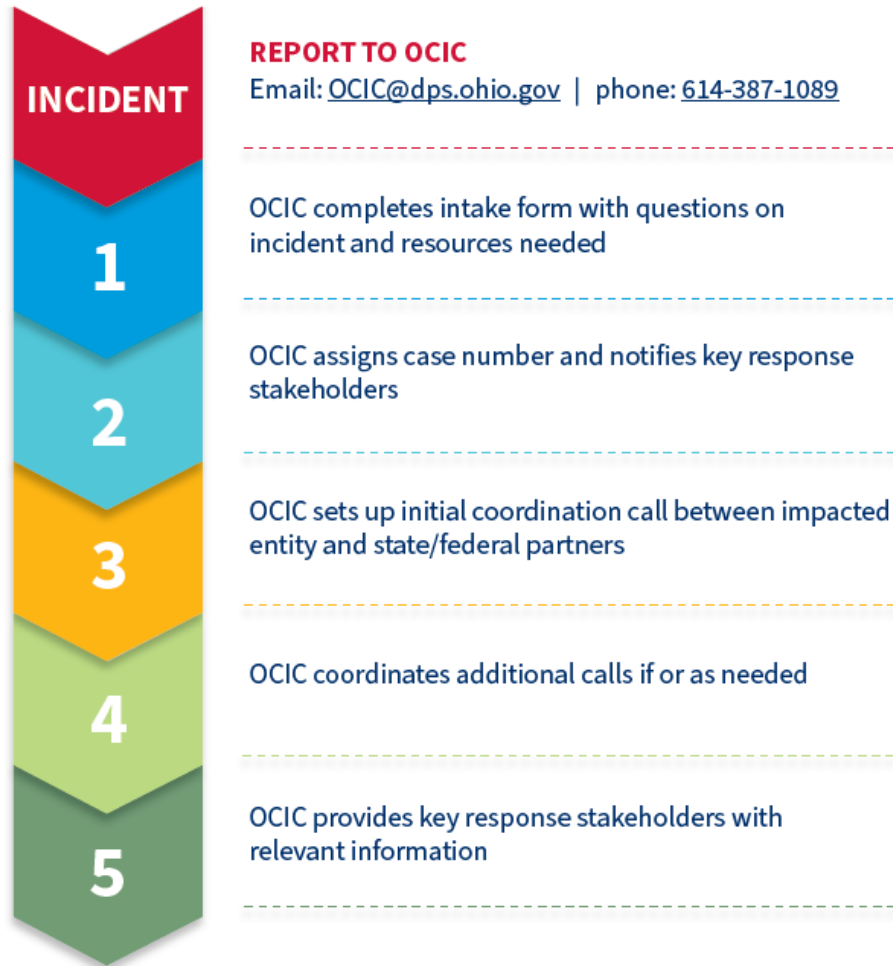 INCIDENT
REPORT TO OCIC
Email: OCIC@dps.ohio.gov | phone: 614-387-1089
1
OCIC completes intake form with questions on
incident and resources needed
2
OCIC assigns case number and notifies key response
stakeholders
3
OCIC sets up initial coordination call between impacted
entity and state/federal partners
4
OCIC coordinates additional calls if or as needed
5
OCIC provides key response stakeholders with
relevant information